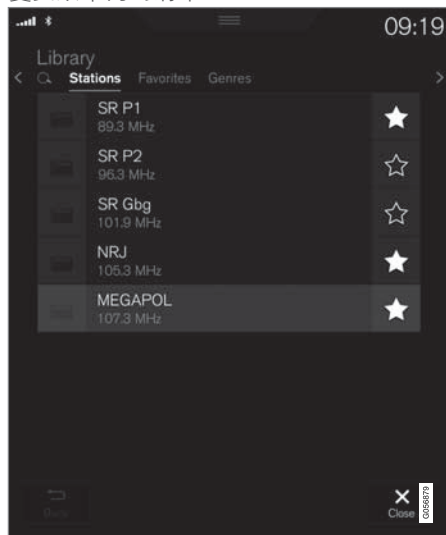 09:19
Library
Stations Favorites Genres
SR P1
89.3 MHz
SR P2
96.3 MHz
SR Gbg
101.9 MHz
NRJ
105.3 MHz
MEGAPOL
107.3 MHz
Back
Close
G056879